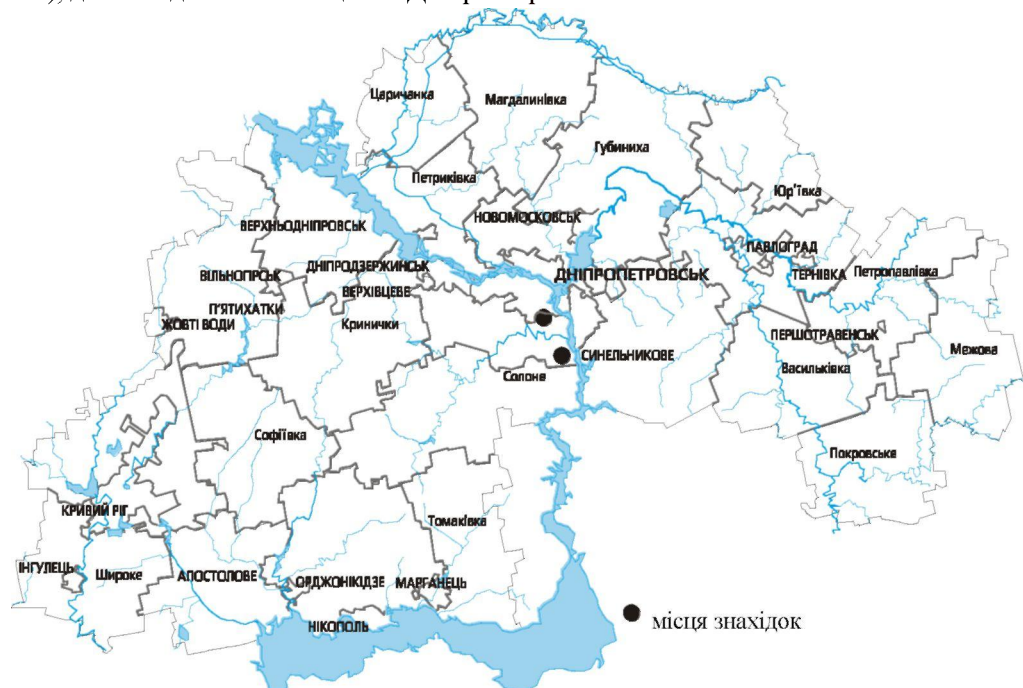 Царичанка
Магдалинівка
Губиниха
Петриківка
Юр'ївка
НОВОМОСКОВСЬК
ВЕРХНЬОДНІПРОВСЬК
ПАВЛОГРАД
ДНІПРОДЗЕРЖИНСЬК
ДНІПРОПЕТРОВСЬК
ТЕРНІВКА
Петропавлівка
ВІЛЬНОГІРСЬК
ВЕРХІВЦЕВЕ
П'ЯТИХАТКИ
ЖОВТІ ВОДИ
Кринички
ПЕРШОТРАВЕНСЬК
Межова
СИНЕЛЬНИКОВЕ
Васильківка
Солоне
Софіївка
Покровське
КРИВИЙ РІГ
Томаківка
ІНГУЛЕЦЬ
Широке
АПОСТОЛОВЕ
ОРДЖОНІКІДЗЕ
МАРГАНЕЦЬ
НІКОПОЛЬ
місця знахідок